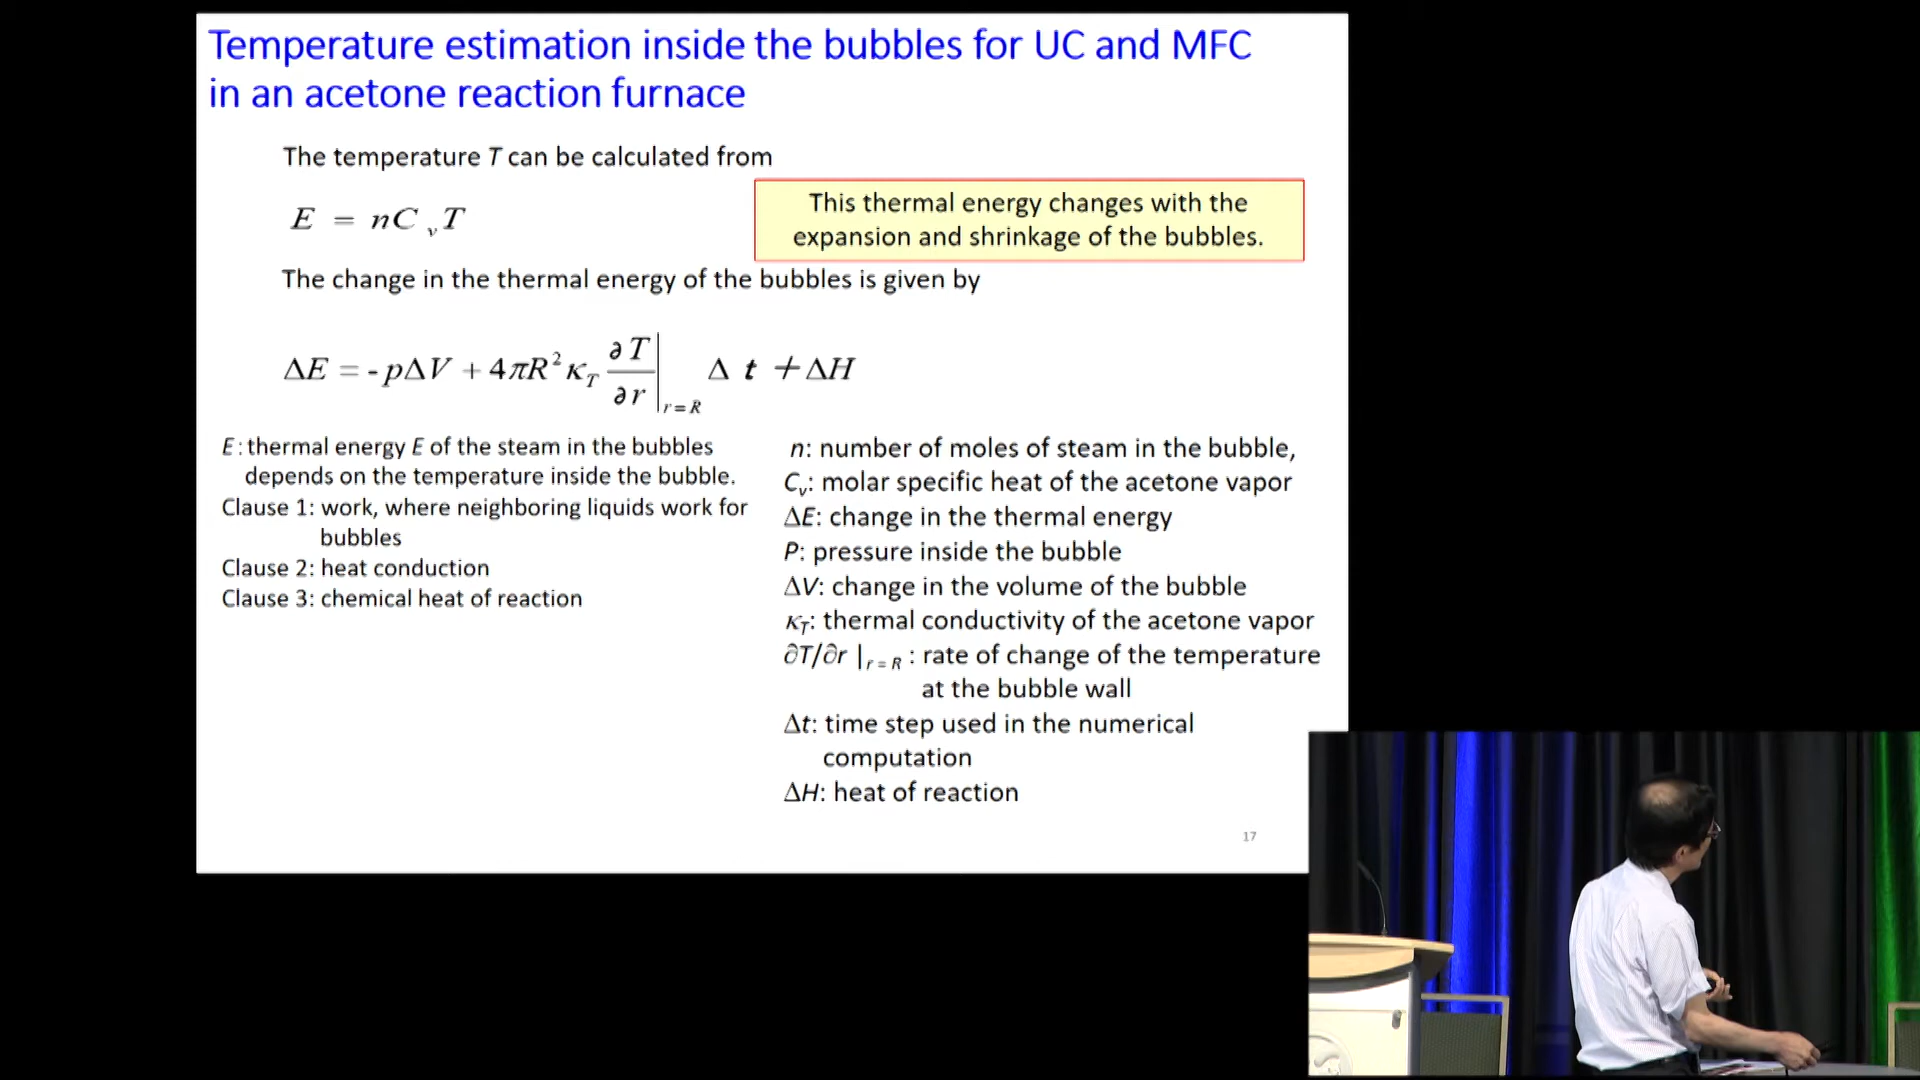 Temperature estimation inside the bubbles for UC and MFC
in an acetone reaction furnace
The temperature T can be calculated from
E = nC_v T
This thermal energy changes with the
expansion and shrinkage of the bubbles.
The change in the thermal energy of the bubbles is given by
ΔE = - pΔV + 4πR² κ_T ∂T/∂r |_{r=R} Δ t + ΔH
E: thermal energy E of the steam in the bubbles
depends on the temperature inside the bubble.
Clause 1: work, where neighboring liquids work for
bubbles
Clause 2: heat conduction
Clause 3: chemical heat of reaction
n: number of moles of steam in the bubble,
C_v: molar specific heat of the acetone vapor
ΔE: change in the thermal energy
P: pressure inside the bubble
ΔV: change in the volume of the bubble
κ_T: thermal conductivity of the acetone vapor
∂T/∂r |_{r = R} : rate of change of the temperature
at the bubble wall
Δt: time step used in the numerical
computation
ΔH: heat of reaction
17